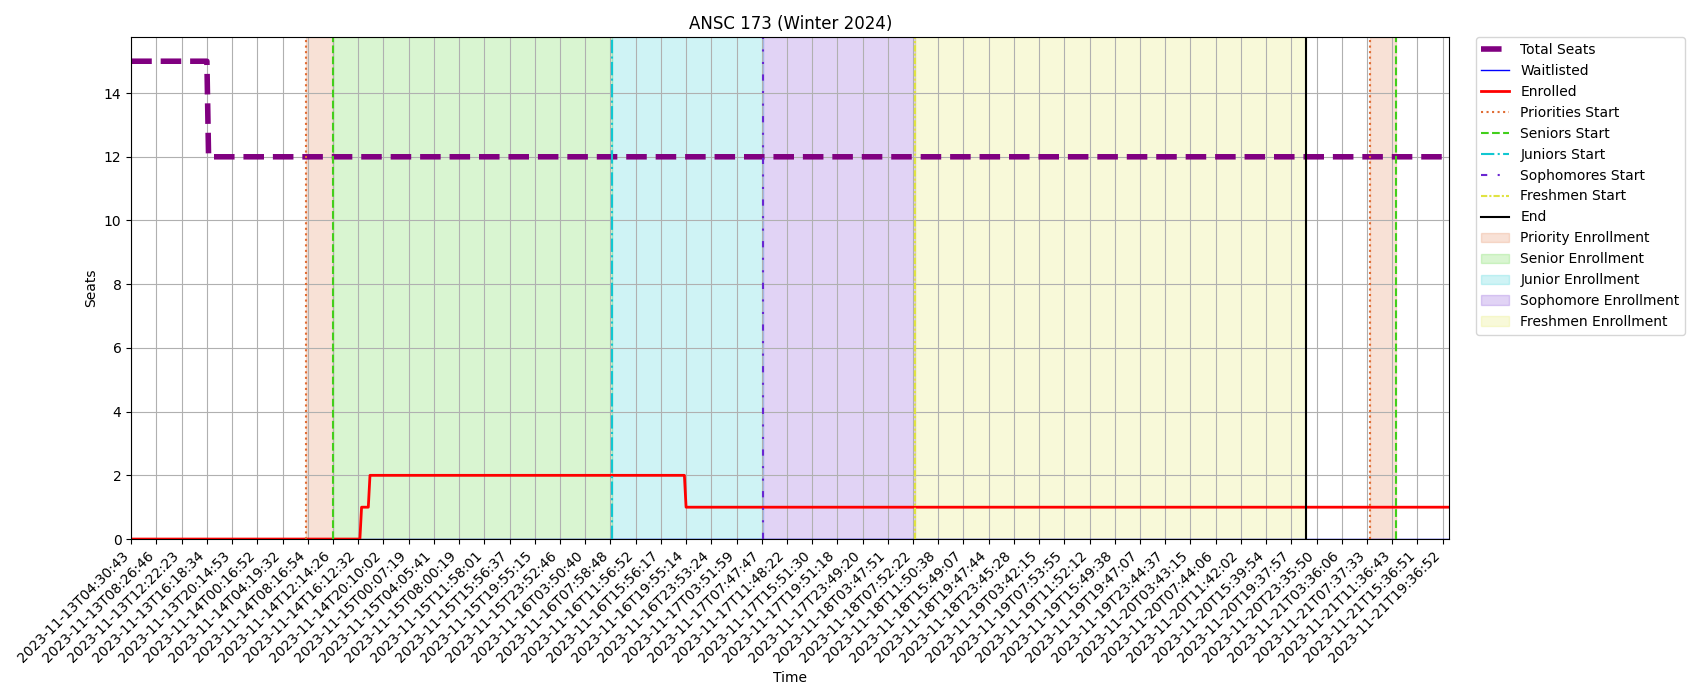 ANSC 173 (Winter 2024)
Seats
14
12
10
8
6
4
2
0
2023-11-13T04:30:43
2023-11-13T08:26:46
2023-11-13T12:22:23
2023-11-13T16:18:34
2023-11-13T20:14:53
2023-11-14T00:16:52
2023-11-14T04:19:32
2023-11-14T08:16:54
2023-11-14T12:14:26
2023-11-14T16:12:32
2023-11-14T20:10:02
2023-11-15T00:07:19
2023-11-15T04:05:41
2023-11-15T08:00:19
2023-11-15T11:58:01
2023-11-15T15:56:37
2023-11-15T19:55:15
2023-11-15T23:52:46
2023-11-16T03:50:40
2023-11-16T07:58:48
2023-11-16T11:56:52
2023-11-16T15:56:17
2023-11-16T19:55:14
2023-11-16T23:53:24
2023-11-17T03:51:59
2023-11-17T07:47:47
2023-11-17T11:48:22
2023-11-17T15:51:30
2023-11-17T19:51:18
2023-11-17T23:49:20
2023-11-18T03:47:51
2023-11-18T07:52:22
2023-11-18T11:50:38
2023-11-18T15:49:07
2023-11-18T19:47:44
2023-11-18T23:45:28
2023-11-19T03:42:15
2023-11-19T07:53:55
2023-11-19T11:52:12
2023-11-19T15:49:38
2023-11-19T19:47:07
2023-11-19T23:44:37
2023-11-20T03:43:15
2023-11-20T07:44:06
2023-11-20T11:42:02
2023-11-20T15:39:54
2023-11-20T19:37:57
2023-11-20T23:35:50
2023-11-21T03:36:06
2023-11-21T07:37:33
2023-11-21T11:36:43
2023-11-21T15:36:51
2023-11-21T19:36:52
Time
Total Seats
Waitlisted
Enrolled
Priorities Start
Seniors Start
Juniors Start
Sophomores Start
Freshmen Start
End
Priority Enrollment
Senior Enrollment
Junior Enrollment
Sophomore Enrollment
Freshmen Enrollment